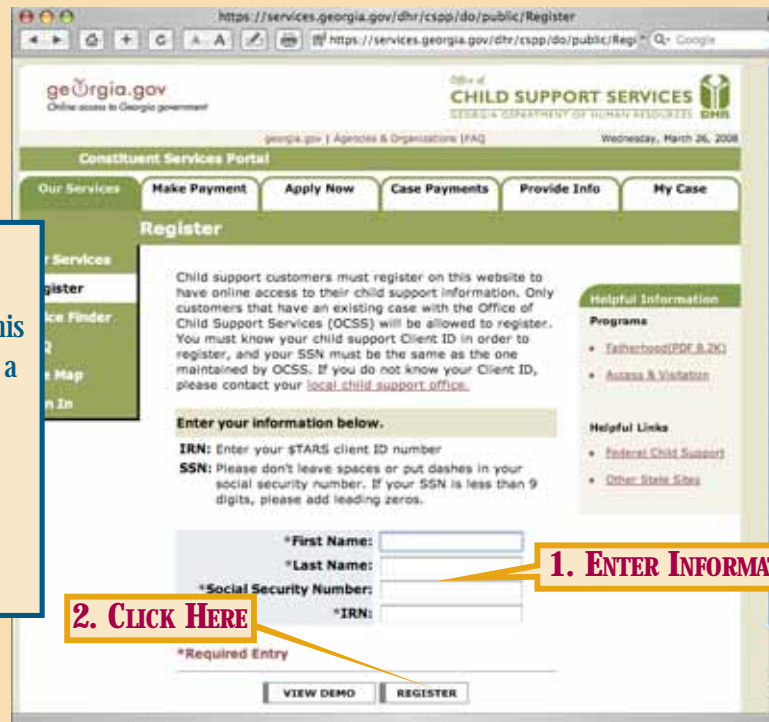 https://services.georgia.gov/dhr/cspp/do/public/Register
https://services.georgia.gov/dhr/cspp/do/public/Regi
Google
georgia.gov
Online access to Georgia government
Office of
CHILD SUPPORT SERVICES
GEORGIA DEPARTMENT OF HUMAN RESOURCES DHR
georgia.gov | Agencies & Organizations |FAQ
Wednesday, March 26, 2008
Constituent Services Portal
Our Services
Make Payment
Apply Now
Case Payments
Provide Info
My Case
Register
r Services
gister
ice Finder
Q
e Map
n In
his
a
Child support customers must register on this website to
have online access to their child support information. Only
customers that have an existing case with the Office of
Child Support Services (OCSS) will be allowed to register.
You must know your child support Client ID in order to
register, and your SSN must be the same as the one
maintained by OCSS. If you do not know your Client ID,
please contact your local child support office.
Helpful Information
Programs
• Fatherhood(PDF 8.2K)
• Access & Visitation
Helpful Links
• Federal Child Support
• Other State Sites
Enter your information below.
IRN: Enter your $TARS client ID number
SSN: Please don't leave spaces or put dashes in your
social security number. If your SSN is less than 9
digits, please add leading zeros.
*First Name:
*Last Name:
*Social Security Number:
*IRN:
1. ENTER INFORMA
2. CLICK HERE
*Required Entry
VIEW DEMO
REGISTER